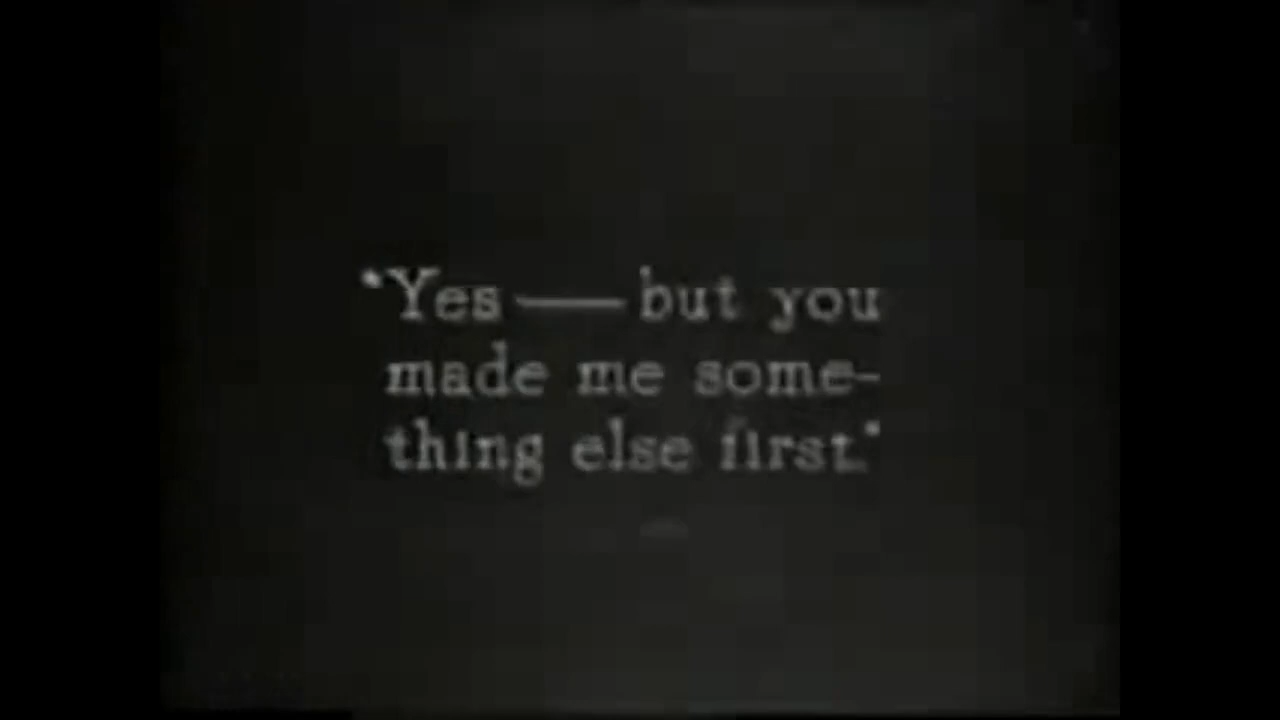 "Yes — but you
made me some-
thing else first."